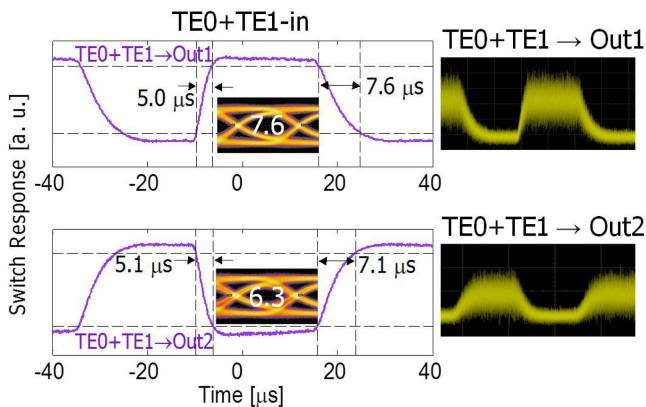 TE0+TE1-in
TE0+TE1→Out1
5.0 μs
7.6 μs
7.6
-40 -20 0 20 40
TE0+TE1 → Out1
Switch Response [a. u.]
5.1 μs
7.1 μs
6.3
TE0+TE1→Out2
-40 -20 0 20 40
Time [μs]
TE0+TE1 → Out2